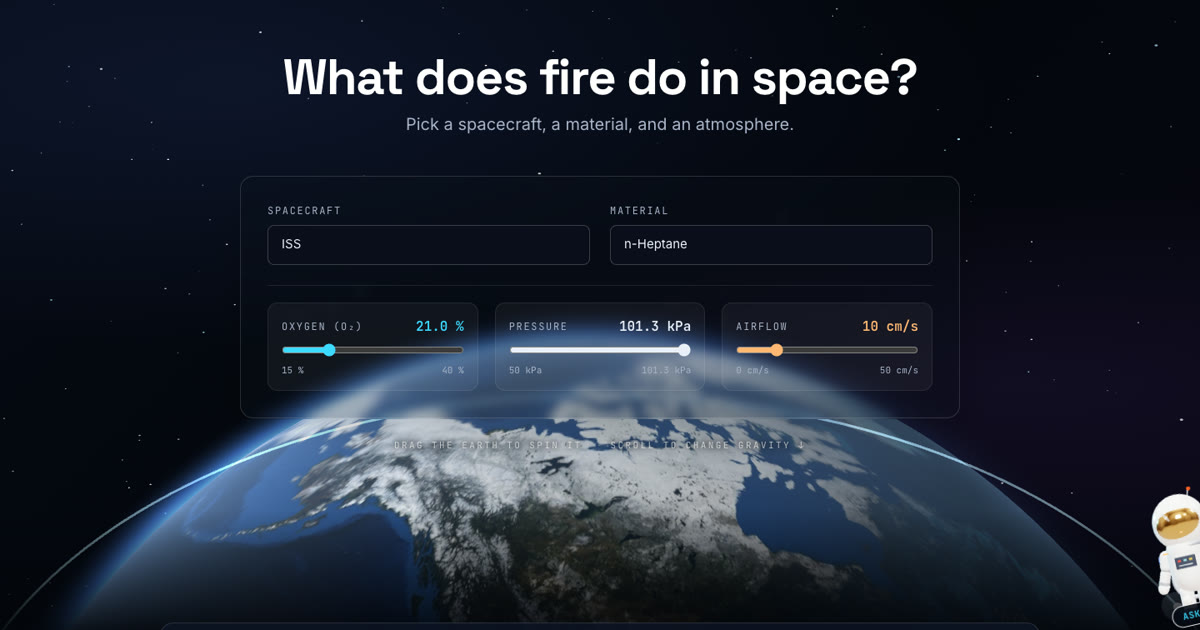 What does fire do in space?
Pick a spacecraft, a material, and an atmosphere.
SPACECRAFT
ISS
MATERIAL
n-Heptane
OXYGEN (O₂) 21.0 %
15 % 40 %
PRESSURE 101.3 kPa
50 kPa 101.3 kPa
AIRFLOW 10 cm/s
0 cm/s 50 cm/s
DRAG THE EARTH TO SPIN IT SCROLL TO CHANGE GRAVITY ↓
ASK